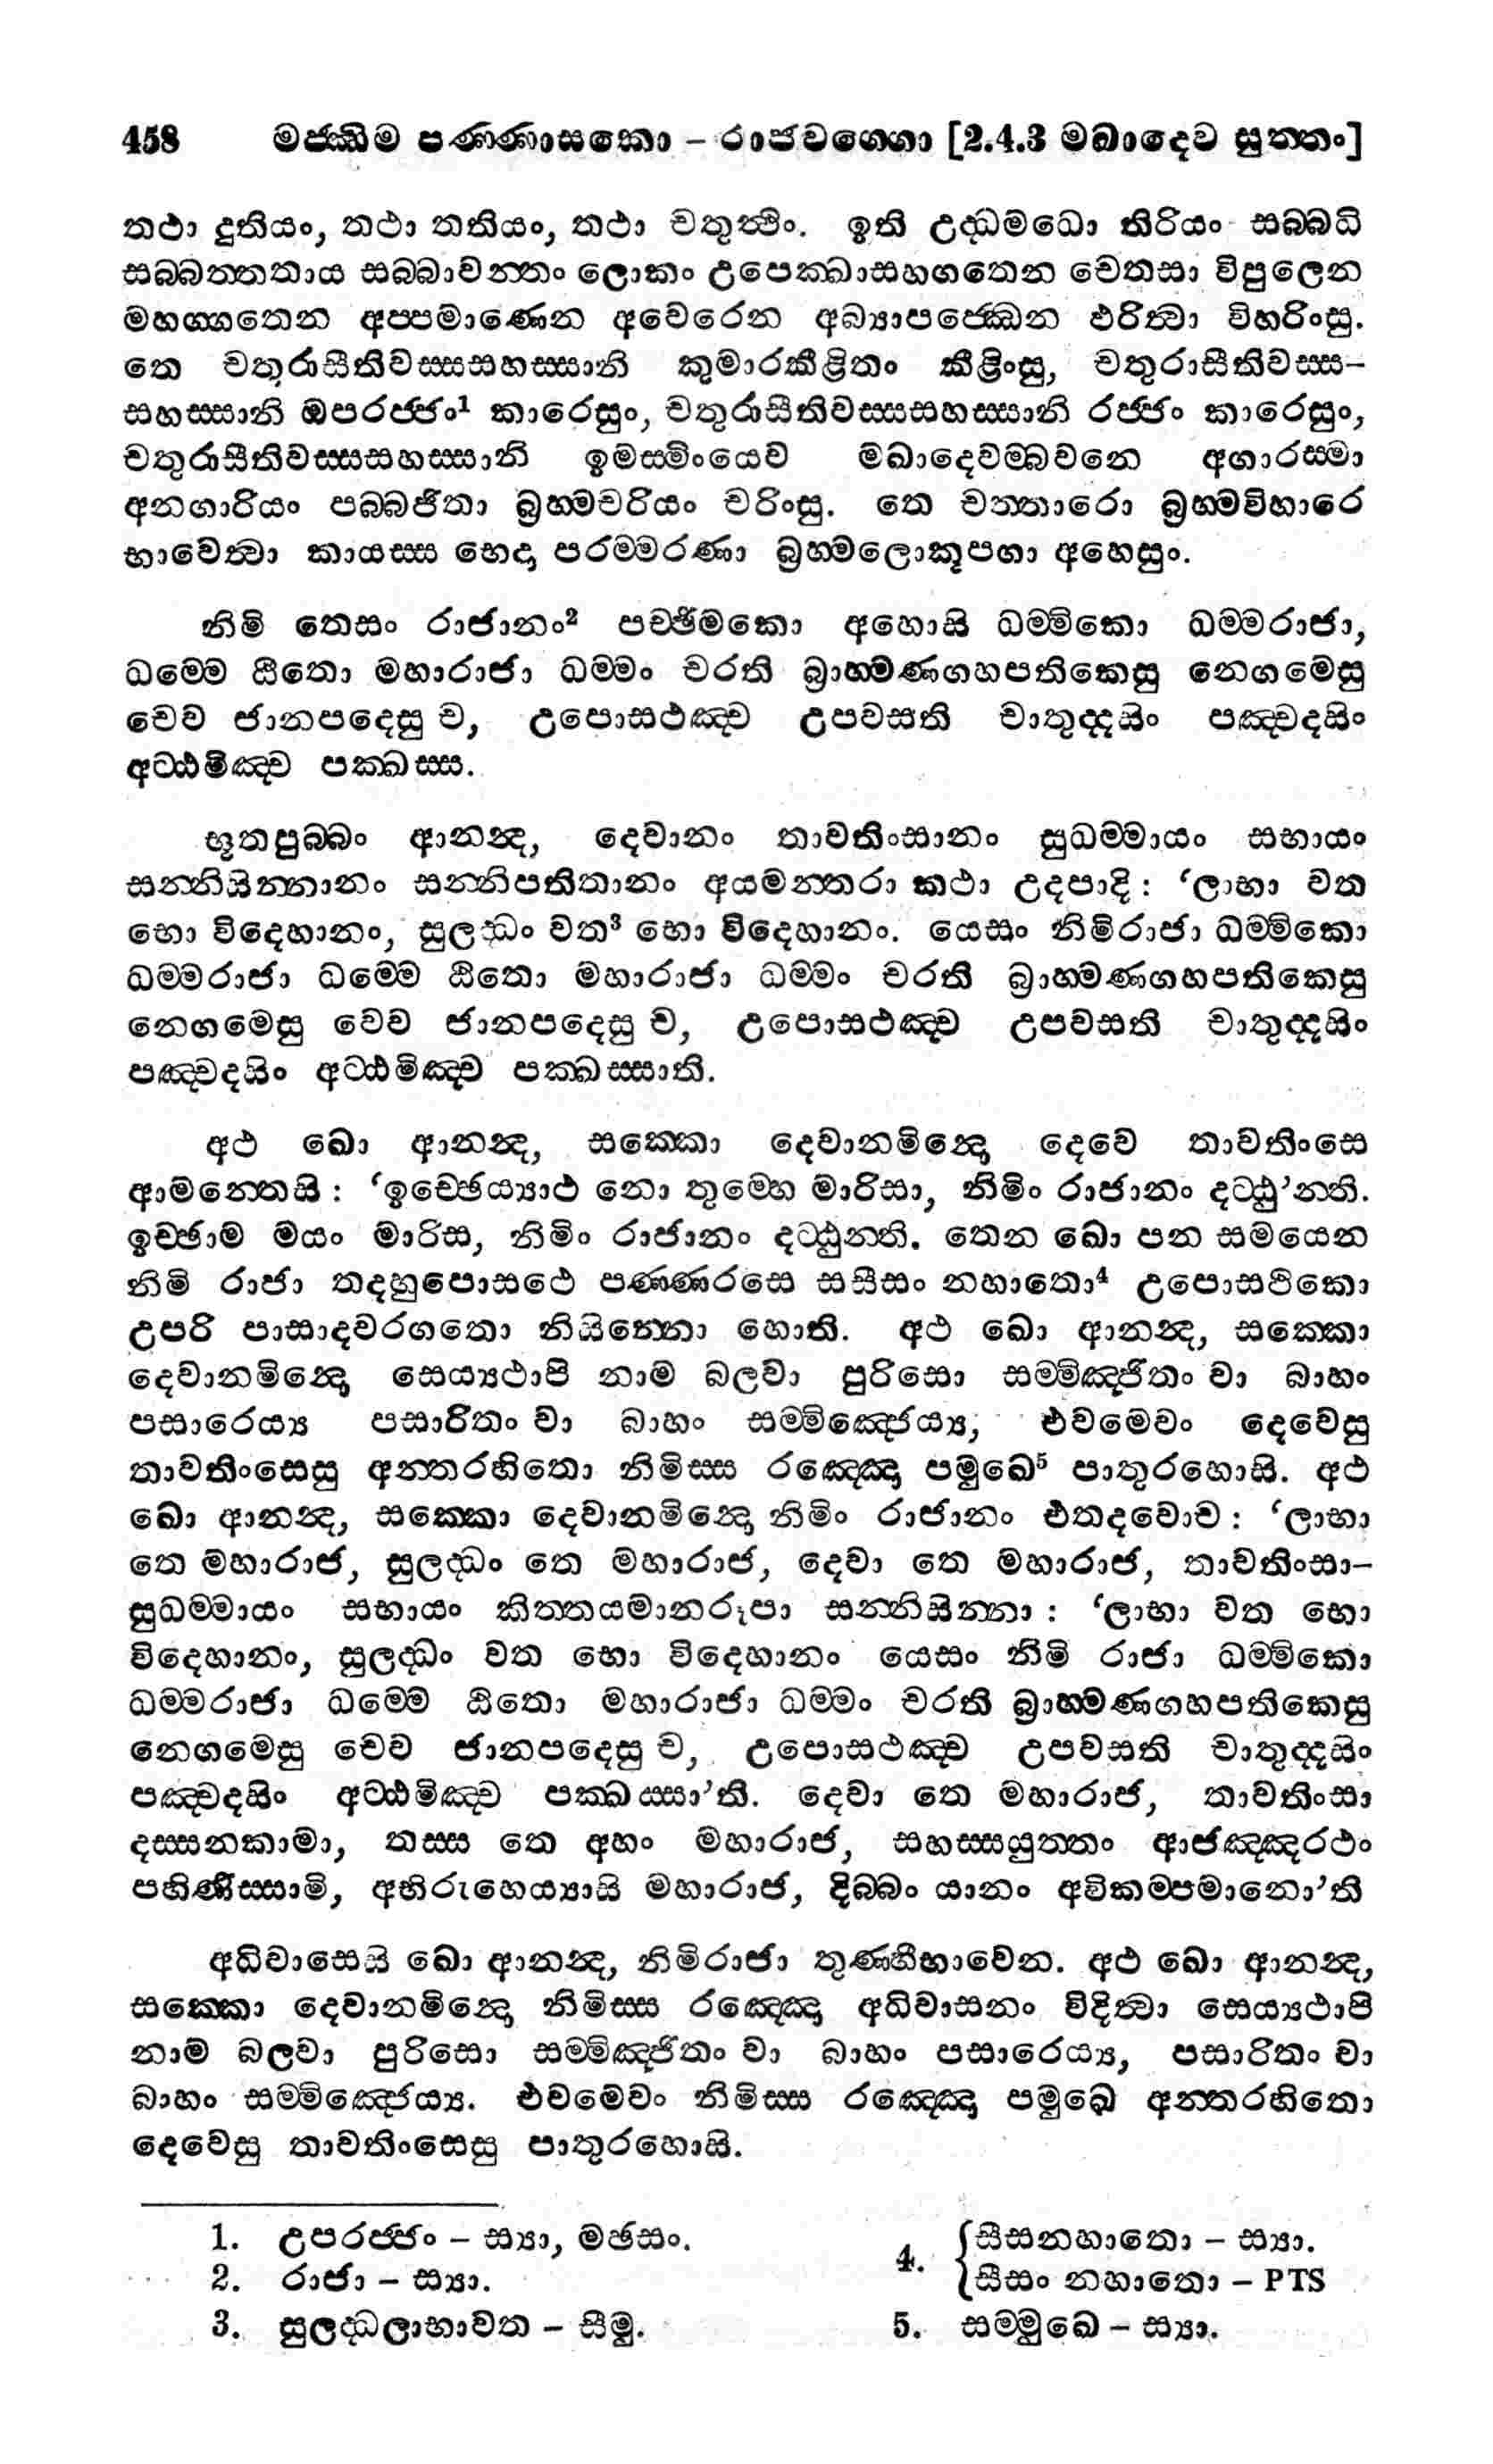 458 මජ්ඣිම පණ්ණාසකො – රාජවග්ගො [2.4.3 මඛාදෙව සුත්තං]
තථා දුතියං, තථා තතියං, තථා චතුත්ථිං. ඉති උද්ධමධො තිරියං සබ්බධි
සබ්බත්තතාය සබ්බාවන්තං ලොකං උපෙක්ඛාසහගතෙන චෙතසා විපුලෙන
මහග්ගතෙන අප්පමාණෙන අවෙරෙන අබ්‍යාපජ්ඣෙන ඵරිත්‍වා විහරිංසු.
තෙ චතුරාසීතිවස්සසහස්සානි කුමාරකීළිතං කීළිංසු, චතුරාසීතිවස්ස–
සහස්සානි ඔපරජ්ජං¹ කාරෙසුං, චතුරාසීතිවස්සසහස්සානි රජ්ජං කාරෙසුං,
චතුරාසීතිවස්සසහස්සානි ඉමස්මිංයෙව මඛාදෙවම්බවනෙ අගාරස්මා
අනගාරියං පබ්බජිතා බ්‍රහ්මචරියං චරිංසු. තෙ චත්තාරො බ්‍රහ්මවිහාරෙ
භාවෙත්‍වා කායස්ස භෙදා පරම්මරණා බ්‍රහ්මලොකූපගා අහෙසුං.
නිමි තෙසං රාජානං² පච්ඡිමකො අහොසි ධම්මිකො ධම්මරාජා,
ධම්මෙ ඨිතො මහාරාජා ධම්මං චරති බ්‍රාහ්මණගහපතිකෙසු නෙගමෙසු
චෙව ජානපදෙසු ච, උපොසථඤ්ච උපවසති චාතුද්දසිං පඤ්චදසිං
අට්ඨමිඤ්ච පක්ඛස්ස.
භූතපුබ්බං ආනන්‍ද, දෙවානං තාවතිංසානං සුධම්මායං සභායං
සන්නිසින්නානං සන්නිපතිතානං අයමන්තරා කථා උදපාදි: ‘ලාභා වත
භො විදෙහානං, සුලද්ධං වත³ භො විදෙහානං. යෙසං නිමිරාජා ධම්මිකො
ධම්මරාජා ධම්මෙ ඨිතො මහාරාජා ධම්මං චරති බ්‍රාහ්මණගහපතිකෙසු
නෙගමෙසු චෙව ජානපදෙසු ච, උපොසථඤ්ච උපවසති චාතුද්දසිං
පඤ්චදසිං අට්ඨමිඤ්ච පක්ඛස්සාති.
අථ ඛො ආනන්‍ද, සක්කො දෙවානමින්‍දො දෙවෙ තාවතිංසෙ
ආමන්තෙසි: ‘ඉච්ඡෙය්‍යාථ නො තුම්හෙ මාරිසා, නිමිං රාජානං දට්ඨු’න්ති.
ඉච්ඡාම මයං මාරිස, නිමිං රාජානං දට්ඨුන්ති. තෙන ඛො පන සමයෙන
නිමි රාජා තදහුපොසථෙ පණ්ණරසෙ සසීසං නහාතො⁴ උපොසථිකො
උපරි පාසාදවරගතො නිසින්නො හොති. අථ ඛො ආනන්‍ද, සක්කො
දෙවානමින්‍දො සෙය්‍යථාපි නාම බලවා පුරිසො සම්මිඤ්ජිතං වා බාහං
පසාරෙය්‍ය පසාරිතං වා බාහං සම්මිඤ්ජෙය්‍ය, එවමෙවං දෙවෙසු
තාවතිංසෙසු අන්තරහිතො නිමිස්ස රඤ්ඤො පමුඛෙ⁵ පාතුරහොසි. අථ
ඛො ආනන්‍ද, සක්කො දෙවානමින්‍දො නිමිං රාජානං එතදවොච: ‘ලාභා
තෙ මහාරාජ, සුලද්ධං තෙ මහාරාජ, දෙවා තෙ මහාරාජ, තාවතිංසා–
සුධම්මායං සභායං කිත්තයමානරූපා සන්නිසින්නා: ‘ලාභා වත භො
විදෙහානං, සුලද්ධං වත භො විදෙහානං යෙසං නිමි රාජා ධම්මිකො
ධම්මරාජා ධම්මෙ ඨිතො මහාරාජා ධම්මං චරති බ්‍රාහ්මණගහපතිකෙසු
නෙගමෙසු චෙව ජානපදෙසු ච, උපොසථඤ්ච උපවසති චාතුද්දසිං
පඤ්චදසිං අට්ඨමිඤ්ච පක්ඛස්සා’ති. දෙවා තෙ මහාරාජ, තාවතිංසා
දස්සනකාමා, තස්ස තෙ අහං මහාරාජ, සහස්සයුත්තං ආජඤ්ඤරථං
පහිණිස්සාමි, අභිරුහෙය්‍යාසි මහාරාජ, දිබ්බං යානං අවිකම්පමානො’ති
අධිවාසෙසි ඛො ආනන්‍ද, නිමිරාජා තුණ්හීභාවෙන. අථ ඛො ආනන්‍ද,
සක්කො දෙවානමින්‍දො නිමිස්ස රඤ්ඤො අධිවාසනං විදිත්‍වා සෙය්‍යථාපි
නාම බලවා පුරිසො සම්මිඤ්ජිතං වා බාහං පසාරෙය්‍ය, පසාරිතං වා
බාහං සම්මිඤ්ජෙය්‍ය. එවමෙවං නිමිස්ස රඤ්ඤො පමුඛෙ අන්තරහිතො
දෙවෙසු තාවතිංසෙසු පාතුරහොසි.
1. උපරජ්ජං – ස්‍යා, මඡසං.
2. රාජා – ස්‍යා.
3. සුලද්ධලාභාවත – සීමු.
4. {සීසනහාතො – ස්‍යා.
{සීසං නහාතො – PTS
5. සම්මුඛෙ – ස්‍යා.